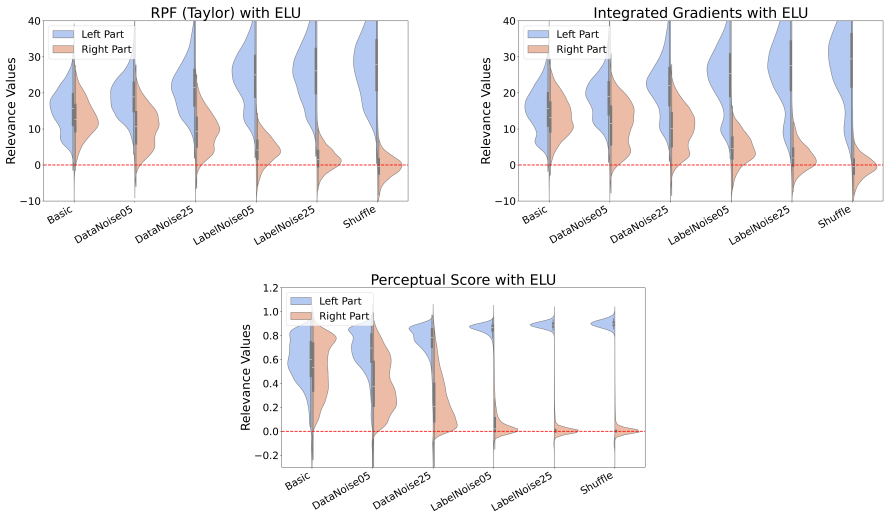 RPF (Taylor) with ELU
Relevance Values
40
30
20
10
0
−10
Left Part
Right Part
Basic
DataNoise05
DataNoise25
LabelNoise05
LabelNoise25
Shuffle
Integrated Gradients with ELU
Relevance Values
40
30
20
10
0
−10
Left Part
Right Part
Basic
DataNoise05
DataNoise25
LabelNoise05
LabelNoise25
Shuffle
Perceptual Score with ELU
Relevance Values
1.2
1.0
0.8
0.6
0.4
0.2
0.0
−0.2
Left Part
Right Part
Basic
DataNoise05
DataNoise25
LabelNoise05
LabelNoise25
Shuffle